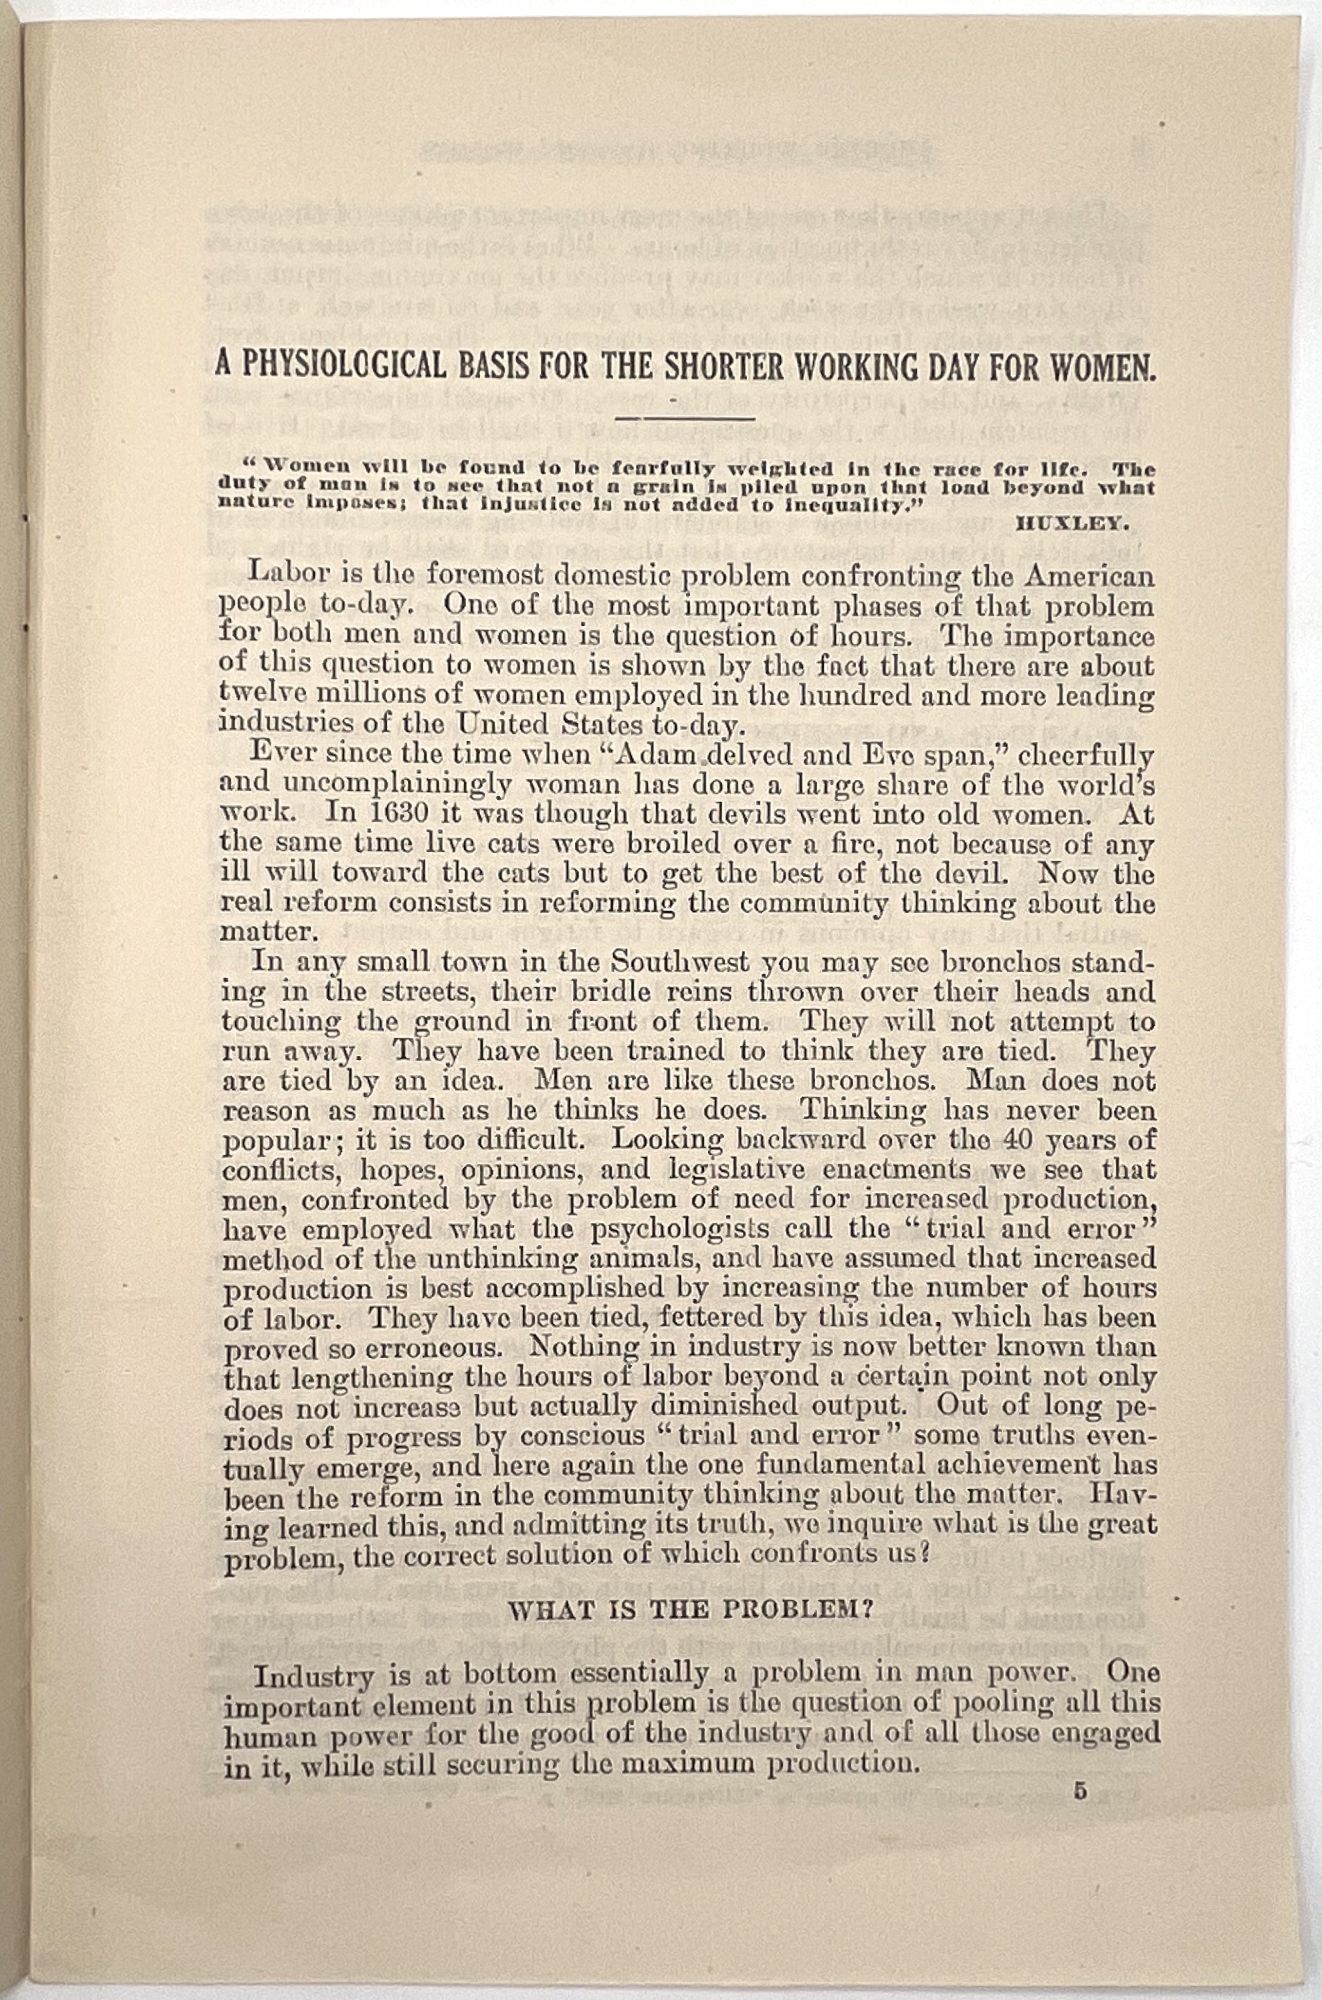 A PHYSIOLOGICAL BASIS FOR THE SHORTER WORKING DAY FOR WOMEN.
"Women will be found to be fearfully weighted in the race for life. The
duty of man is to see that not a grain is piled upon that load beyond what
nature imposes; that injustice is not added to inequality."
HUXLEY.
Labor is the foremost domestic problem confronting the American
people to-day. One of the most important phases of that problem
for both men and women is the question of hours. The importance
of this question to women is shown by the fact that there are about
twelve millions of women employed in the hundred and more leading
industries of the United States to-day.
Ever since the time when "Adam delved and Eve span," cheerfully
and uncomplainingly woman has done a large share of the world's
work. In 1630 it was though that devils went into old women. At
the same time live cats were broiled over a fire, not because of any
ill will toward the cats but to get the best of the devil. Now the
real reform consists in reforming the community thinking about the
matter.
In any small town in the Southwest you may see bronchos stand-
ing in the streets, their bridle reins thrown over their heads and
touching the ground in front of them. They will not attempt to
run away. They have been trained to think they are tied. They
are tied by an idea. Men are like these bronchos. Man does not
reason as much as he thinks he does. Thinking has never been
popular; it is too difficult. Looking backward over the 40 years of
conflicts, hopes, opinions, and legislative enactments we see that
men, confronted by the problem of need for increased production,
have employed what the psychologists call the "trial and error"
method of the unthinking animals, and have assumed that increased
production is best accomplished by increasing the number of hours
of labor. They have been tied, fettered by this idea, which has been
proved so erroneous. Nothing in industry is now better known than
that lengthening the hours of labor beyond a certain point not only
does not increase but actually diminished output. Out of long pe-
riods of progress by conscious "trial and error" some truths even-
tually emerge, and here again the one fundamental achievement has
been the reform in the community thinking about the matter. Hav-
ing learned this, and admitting its truth, we inquire what is the great
problem, the correct solution of which confronts us?
WHAT IS THE PROBLEM?
Industry is at bottom essentially a problem in man power. One
important element in this problem is the question of pooling all this
human power for the good of the industry and of all those engaged
in it, while still securing the maximum production.
5